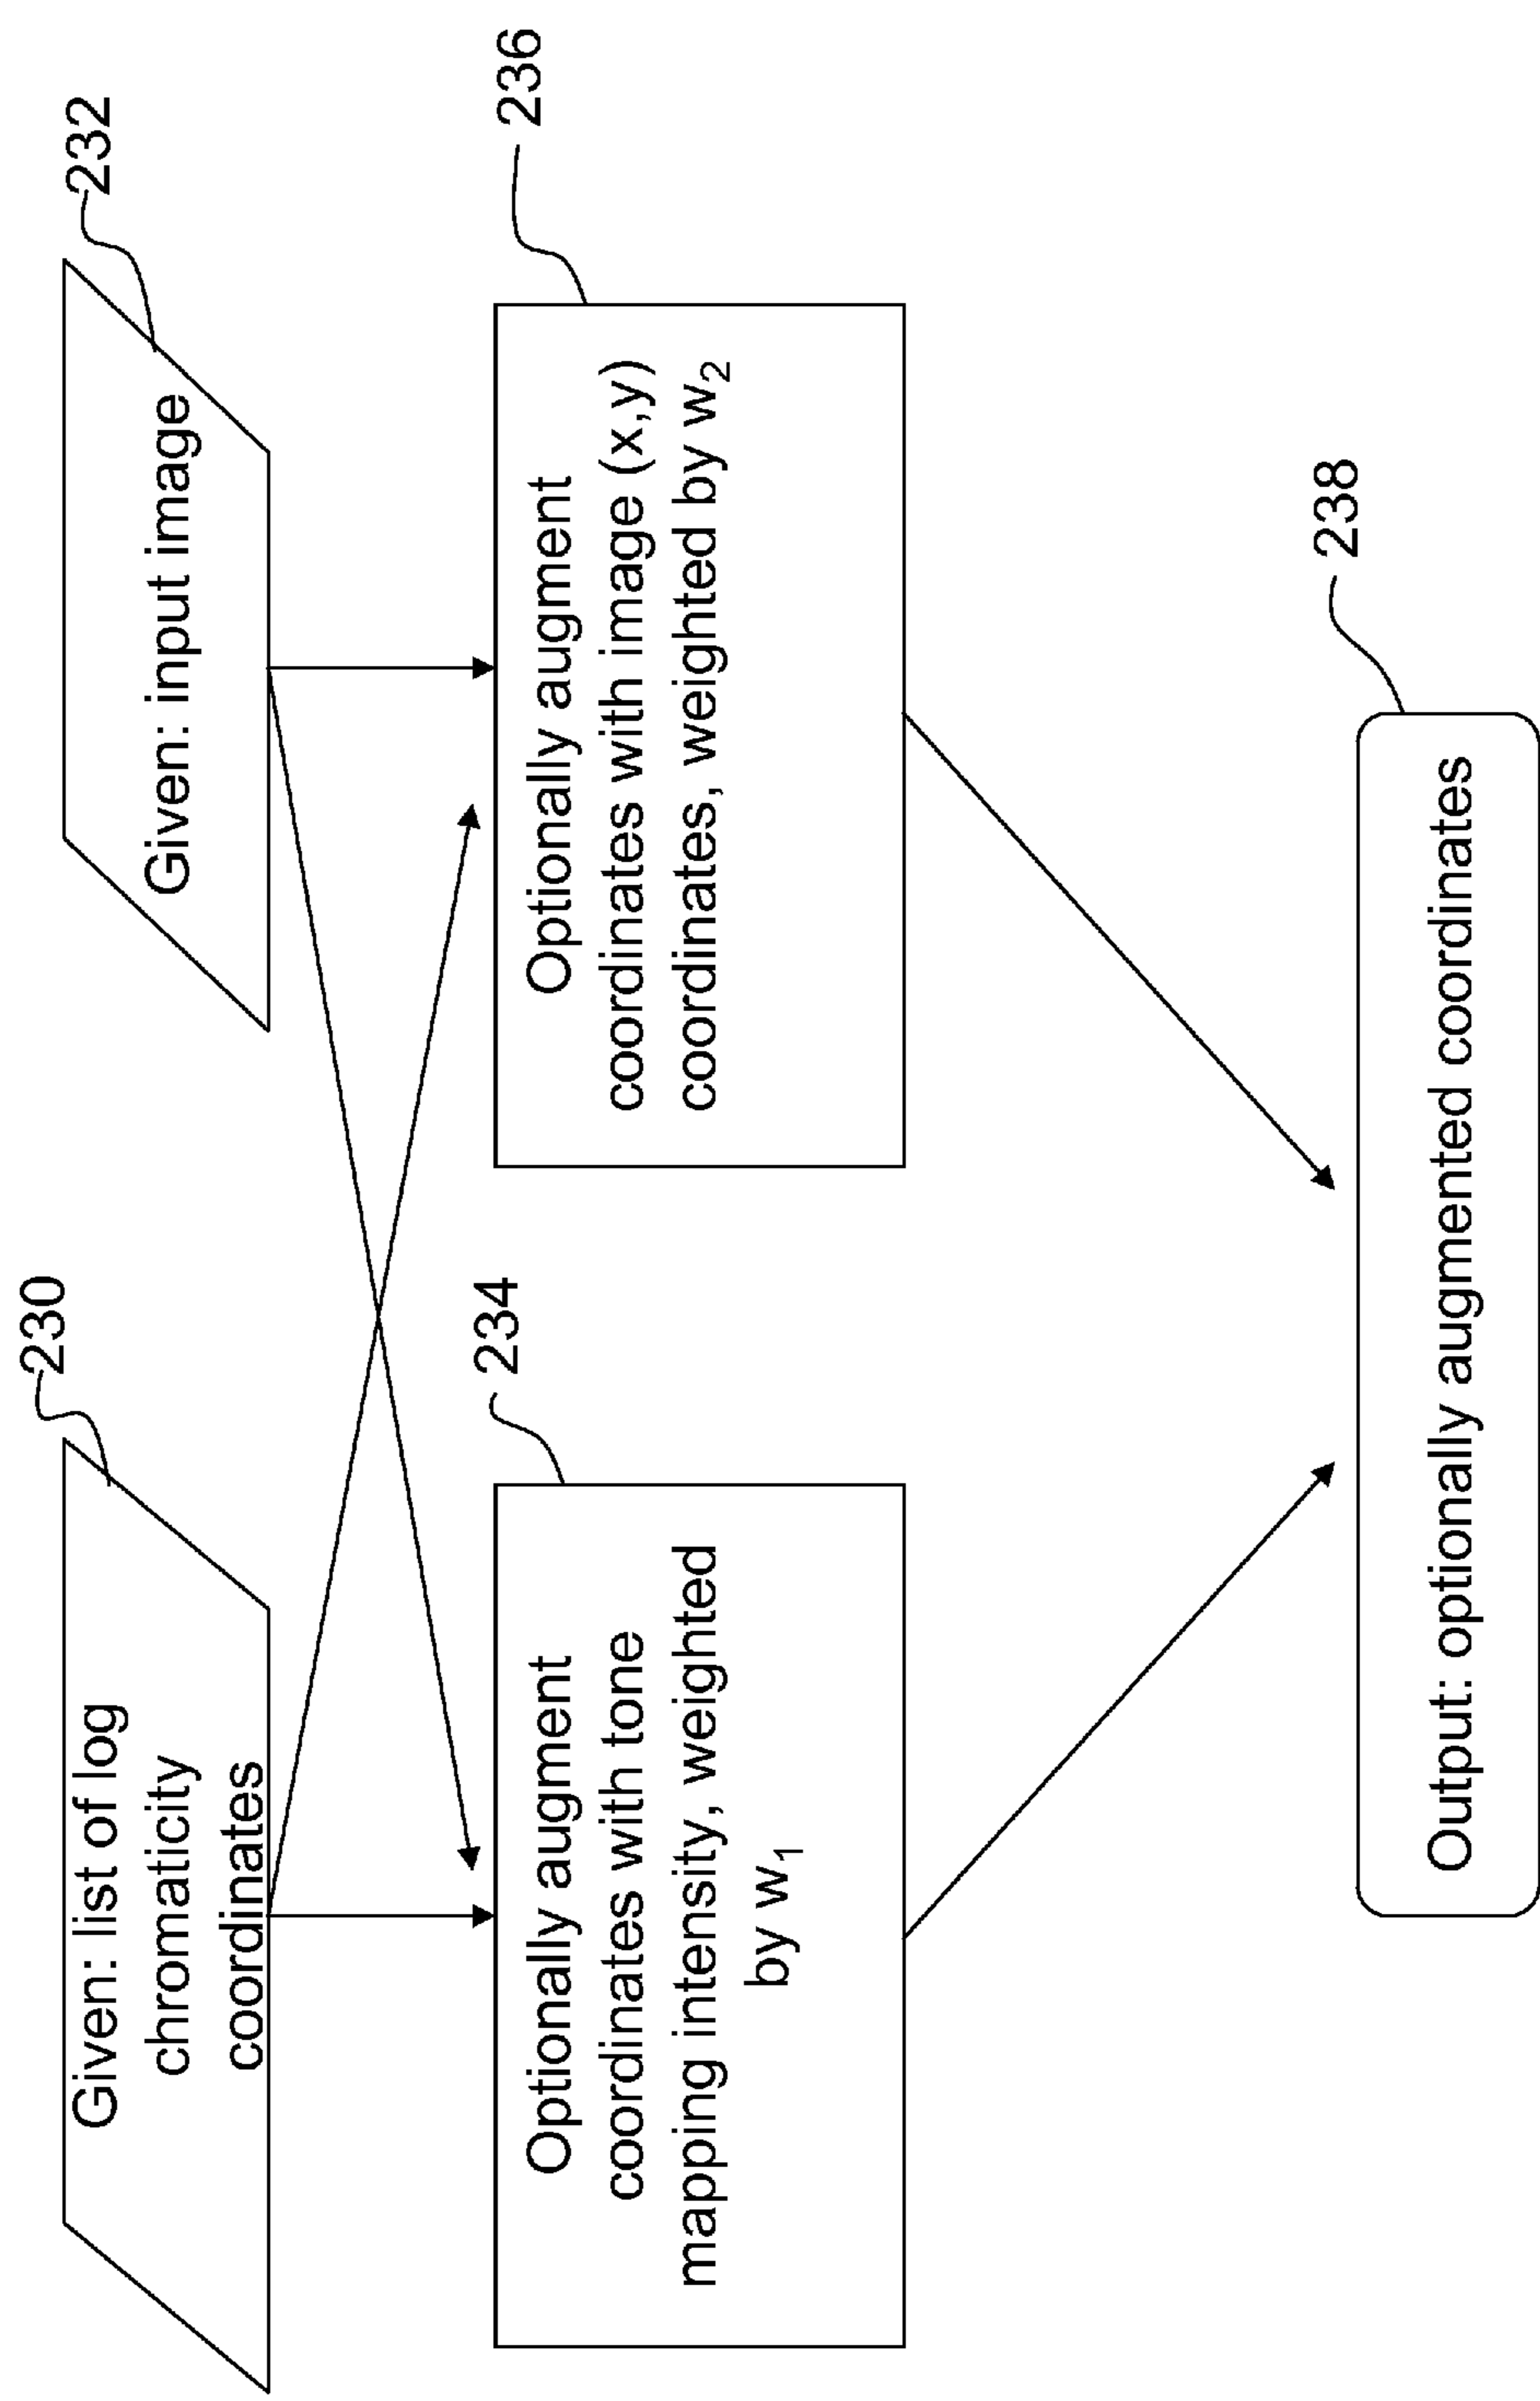 230
Given: list of log
chromaticity
coordinates
232
Given: input image
234
Optionally augment
coordinates with tone
mapping intensity, weighted
by w₁
236
Optionally augment
coordinates with image (x,y)
coordinates, weighted by w₂
238
Output: optionally augmented coordinates